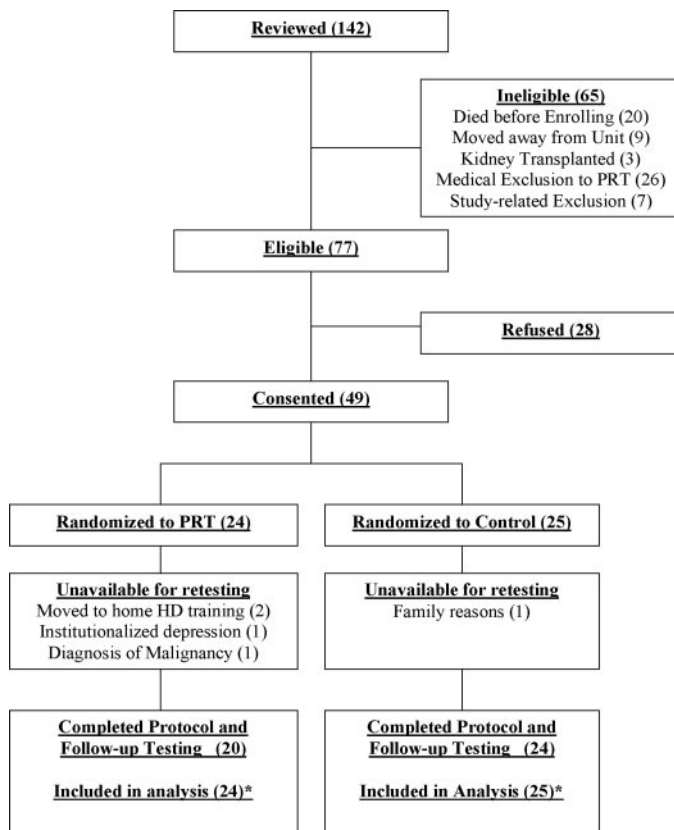 Reviewed (142)
Ineligible (65)
Died before Enrolling (20)
Moved away from Unit (9)
Kidney Transplanted (3)
Medical Exclusion to PRT (26)
Study-related Exclusion (7)
Eligible (77)
Refused (28)
Consented (49)
Randomized to PRT (24)
Randomized to Control (25)
Unavailable for retesting
Moved to home HD training (2)
Institutionalized depression (1)
Diagnosis of Malignancy (1)
Unavailable for retesting
Family reasons (1)
Completed Protocol and
Follow-up Testing (20)
Included in analysis (24)*
Completed Protocol and
Follow-up Testing (24)
Included in Analysis (25)*